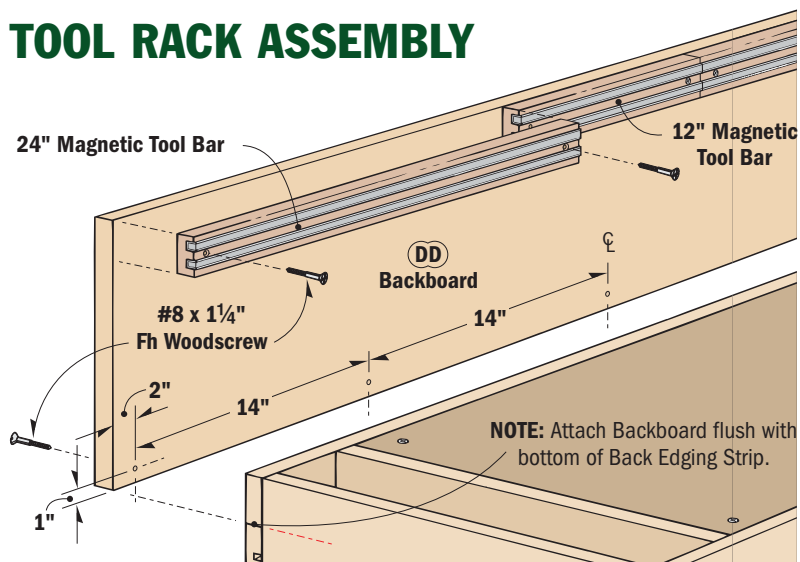 TOOL RACK ASSEMBLY
24" Magnetic Tool Bar
12" Magnetic
Tool Bar
DD
Backboard
℄
#8 x 1¼"
Fh Woodscrew
14"
2"
14"
NOTE: Attach Backboard flush with
bottom of Back Edging Strip.
1"